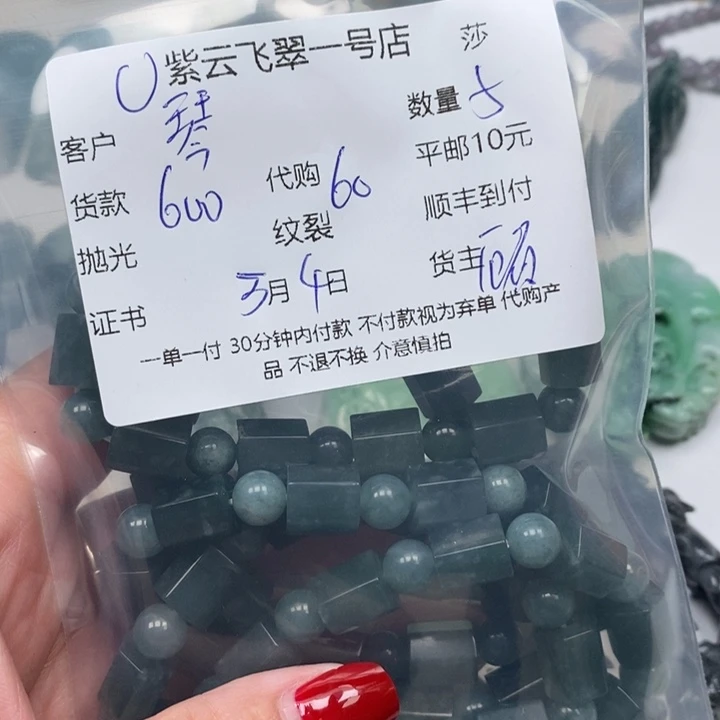 紫云飞翠一号店 莎
客户 琴 数量 5
货款 600 代购 60 平邮10元
抛光 纹裂 顺丰到付
证书 3月4日 货主
一单一付 30分钟内付款 不付款视为弃单 代购产
品 不退不换 介意慎拍